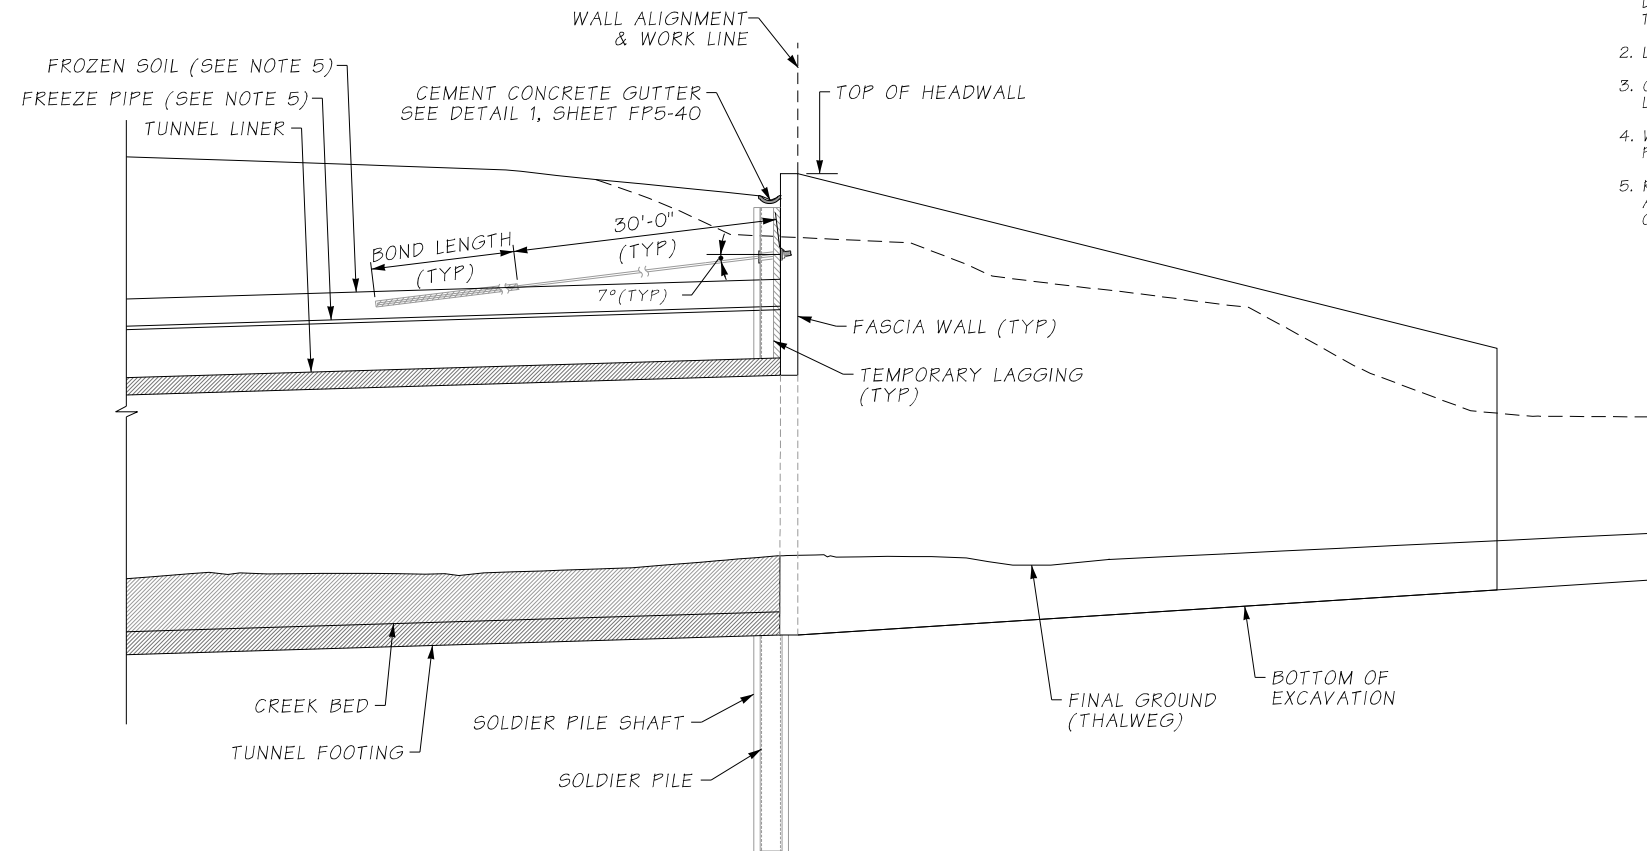 WALL ALIGNMENT
& WORK LINE
FROZEN SOIL (SEE NOTE 5)
FREEZE PIPE (SEE NOTE 5)
TUNNEL LINER
CEMENT CONCRETE GUTTER
SEE DETAIL 1, SHEET FP5-40
TOP OF HEADWALL
2.
3.
4.
5.
30'-0"
(TYP)
BOND LENGTH
(TYP)
7°(TYP)
FASCIA WALL (TYP)
TEMPORARY LAGGING
(TYP)
CREEK BED
TUNNEL FOOTING
SOLDIER PILE SHAFT
SOLDIER PILE
FINAL GROUND
(THALWEG)
BOTTOM OF
EXCAVATION